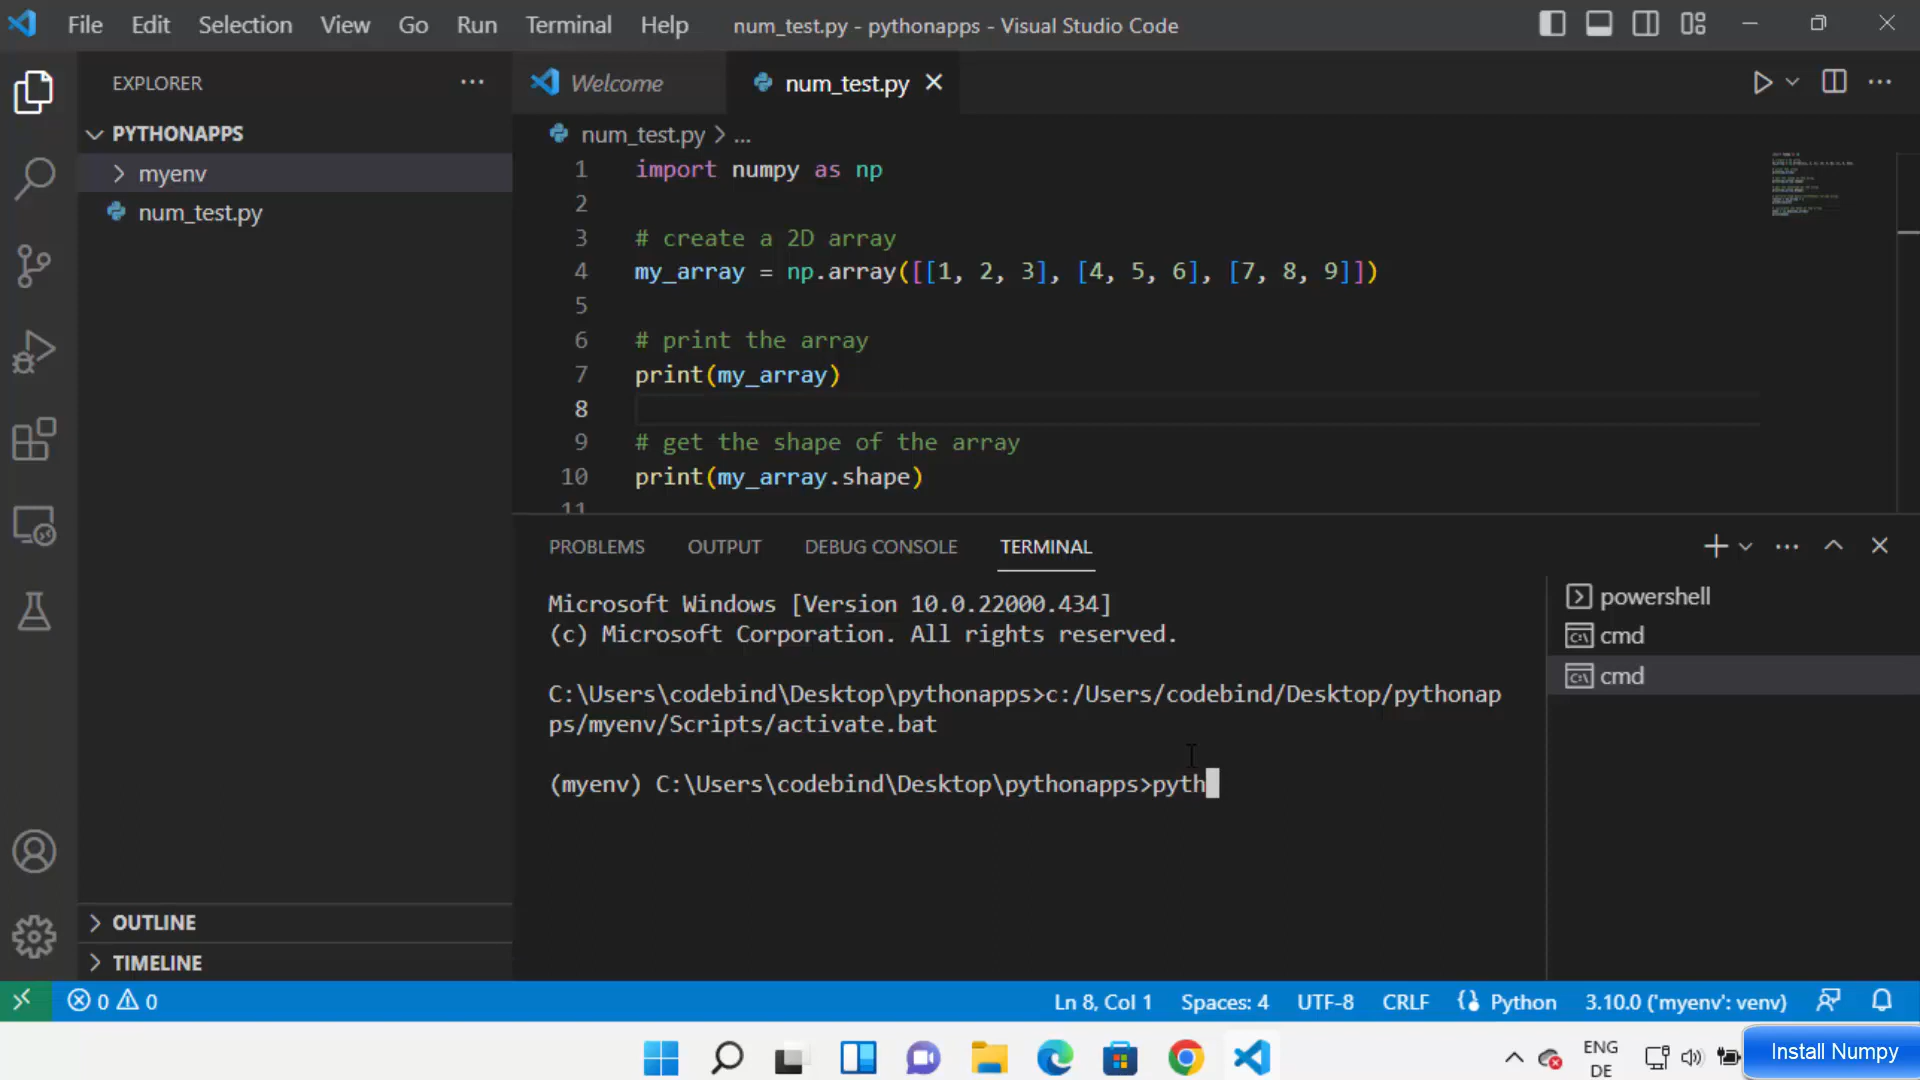 File Edit Selection View Go Run Terminal Help num_test.py - pythonapps - Visual Studio Code
EXPLORER
Welcome num_test.py
PYTHONAPPS
num_test.py > ...
myenv
num_test.py
1 import numpy as np
2
3 # create a 2D array
4 my_array = np.array([[1, 2, 3], [4, 5, 6], [7, 8, 9]])
5
6 # print the array
7 print(my_array)
8
9 # get the shape of the array
10 print(my_array.shape)
11
PROBLEMS OUTPUT DEBUG CONSOLE TERMINAL
Microsoft Windows [Version 10.0.22000.434]
(c) Microsoft Corporation. All rights reserved.
C:\Users\codebind\Desktop\pythonapps>c:/Users/codebind/Desktop/pythonap
ps/myenv/Scripts/activate.bat
(myenv) C:\Users\codebind\Desktop\pythonapps>pyth
powershell
cmd
cmd
OUTLINE
TIMELINE
0 0 Ln 8, Col 1 Spaces: 4 UTF-8 CRLF Python 3.10.0 ('myenv': venv)
ENG
DE
Install Numpy